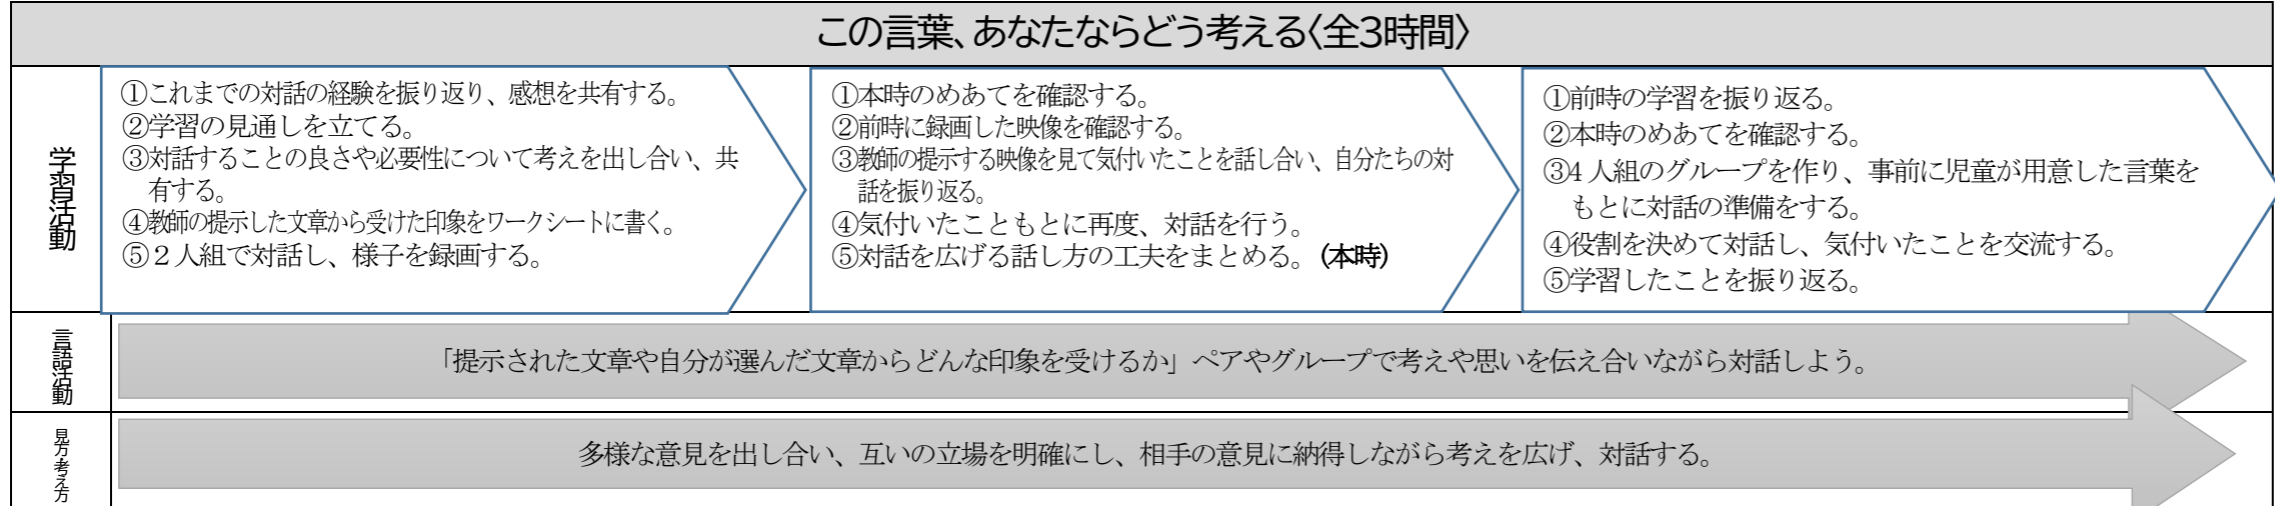 この言葉、あなたならどう考える〈全3時間〉
学習活動
①これまでの対話の経験を振り返り、感想を共有する。
②学習の見通しを立てる。
③対話することの良さや必要性について考えを出し合い、共
有する。
④教師の提示した文章から受けた印象をワークシートに書く。
⑤２人組で対話し、様子を録画する。
①本時のめあてを確認する。
②前時に録画した映像を確認する。
③教師の提示する映像を見て気付いたことを話し合い、自分たちの対
話を振り返る。
④気付いたこともとに再度、対話を行う。
⑤対話を広げる話し方の工夫をまとめる。(本時)
①前時の学習を振り返る。
②本時のめあてを確認する。
③4人組のグループを作り、事前に児童が用意した言葉を
もとに対話の準備をする。
④役割を決めて対話し、気付いたことを交流する。
⑤学習したことを振り返る。
言語活動
「提示された文章や自分が選んだ文章からどんな印象を受けるか」ペアやグループで考えや思いを伝え合いながら対話しよう。
見方・考え方
多様な意見を出し合い、互いの立場を明確にし、相手の意見に納得しながら考えを広げ、対話する。